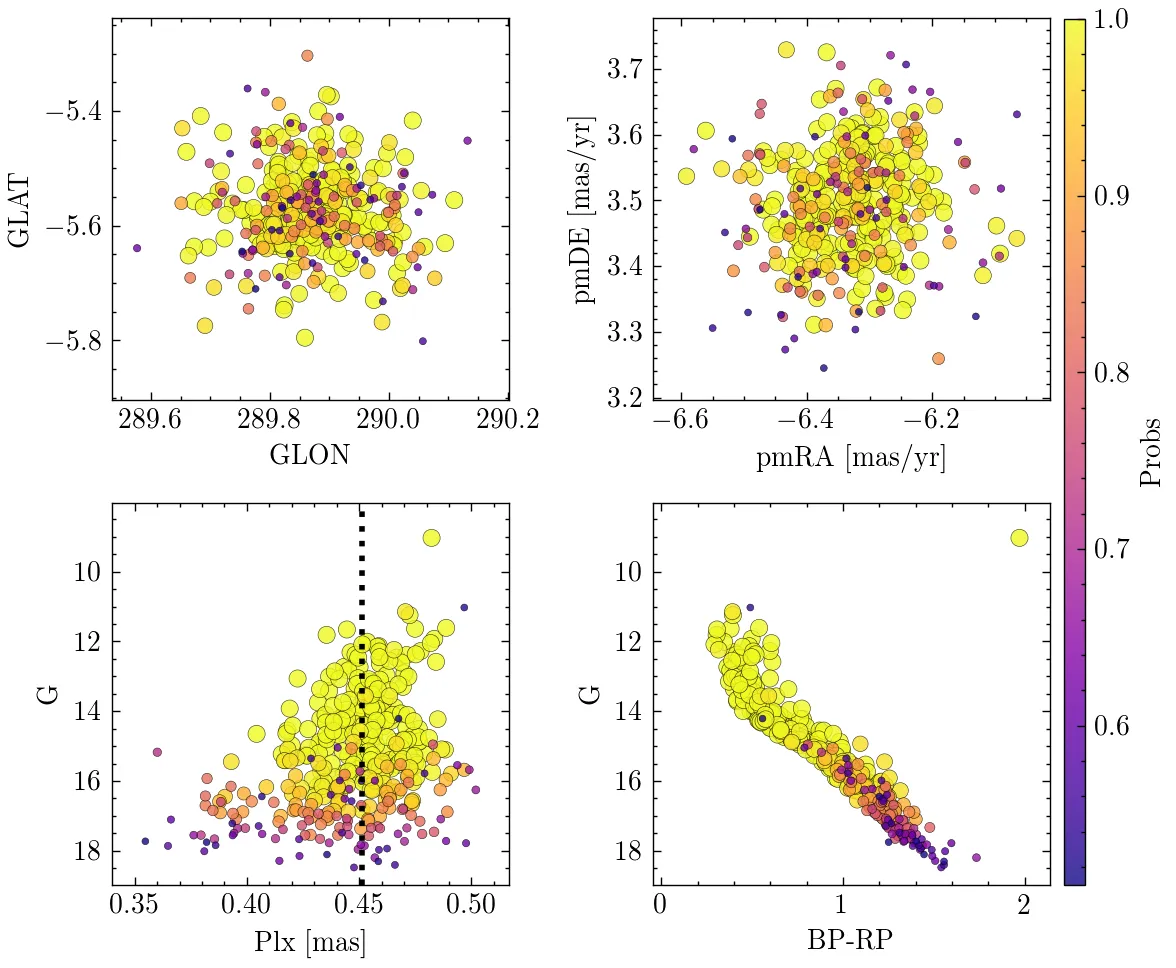 −5.4
−5.6
−5.8
GLAT
289.6 289.8 290.0 290.2
GLON
3.7
3.6
3.5
3.4
3.3
3.2
pmDE [mas/yr]
−6.6 −6.4 −6.2
pmRA [mas/yr]
10
12
14
16
18
G
0.35 0.40 0.45 0.50
Plx [mas]
10
12
14
16
18
G
0 1 2
BP-RP
1.0
0.9
0.8
0.7
0.6
Probs